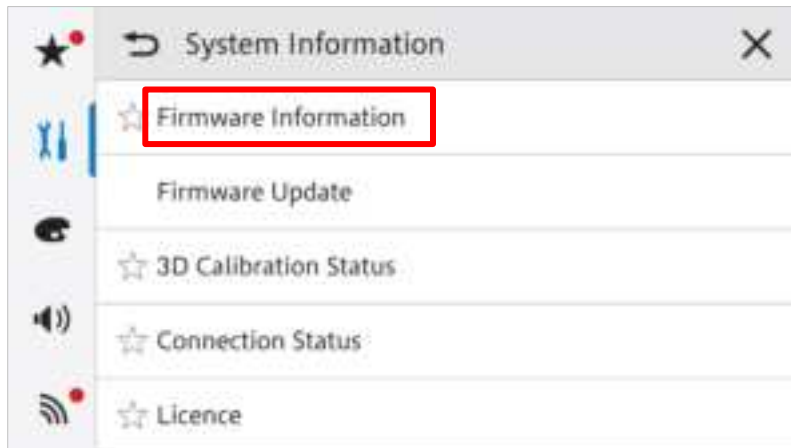 System Information
Firmware Information
Firmware Update
3D Calibration Status
Connection Status
Licence